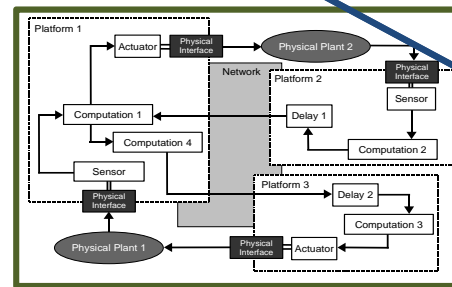 Platform 1
Actuator
Physical
Interface
Physical Plant 2
Network
Physical
Interface
Platform 2
Sensor
Computation 1
Delay 1
Computation 4
Computation 2
Sensor
Physical
Interface
Platform 3
Delay 2
Computation 3
Physical Plant 1
Physical
Interface
Actuator